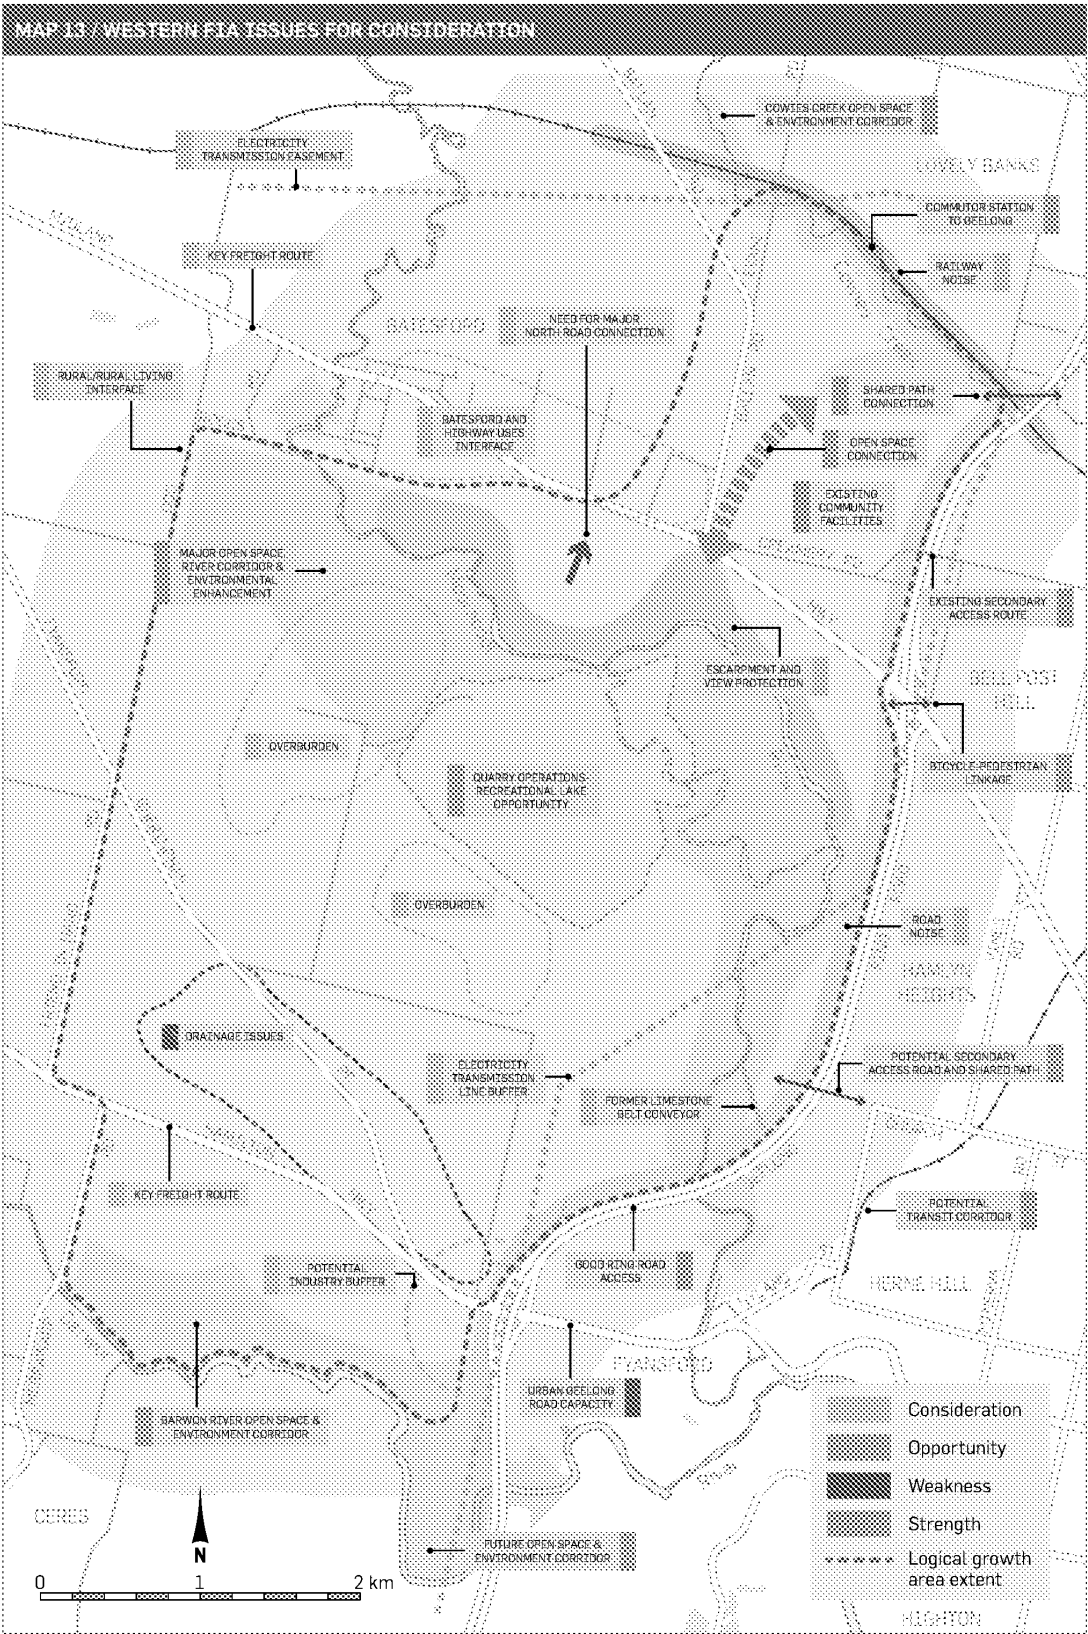 MAP 13 / WESTERN FIA ISSUES FOR CONSIDERATION
COWIES CREEK OPEN SPACE
& ENVIRONMENT CORRIDOR
ELECTRICITY
TRANSMISSION EASEMENT
LOVELY BANKS
COMMUTOR STATION
TO GEELONG
MIDLAND
KEY FREIGHT ROUTE
RAILWAY
NOISE
BATESFORD
NEED FOR MAJOR
NORTH ROAD CONNECTION
RURAL/RURAL LIVING
INTERFACE
SHARED PATH
CONNECTION
BATESFORD AND
HIGHWAY USES
INTERFACE
OPEN SPACE
CONNECTION
EXISTING
COMMUNITY
FACILITIES
MAJOR OPEN SPACE,
RIVER CORRIDOR &
ENVIRONMENTAL
ENHANCEMENT
HWY
EXISTING SECONDARY
ACCESS ROUTE
ESCARPMENT AND
VIEW PROTECTION
BELL POST
HILL
OVERBURDEN
QUARRY OPERATIONS-
RECREATIONAL LAKE
OPPORTUNITY
BICYCLE-PEDESTRIAN
LINKAGE
OVERBURDEN
ROAD
NOISE
HAMLYN
HEIGHTS
DRAINAGE ISSUES
ELECTRICITY
TRANSMISSION
LINE BUFFER
POTENTIAL SECONDARY
ACCESS ROAD AND SHARED PATH
FORMER LIMESTONE
BELT CONVEYOR
HAMILTON
HWY
KEY FREIGHT ROUTE
POTENTIAL
TRANSIT CORRIDOR
POTENTIAL
INDUSTRY BUFFER
GOOD RING ROAD
ACCESS
HERNE HILL
FYANSFORD
URBAN GEELONG
ROAD CAPACITY
BARWON RIVER OPEN SPACE &
ENVIRONMENT CORRIDOR
Consideration
Opportunity
Weakness
Strength
Logical growth
area extent
CERES
N
FUTURE OPEN SPACE &
ENVIRONMENT CORRIDOR
0 1 2 km
HIGHTON